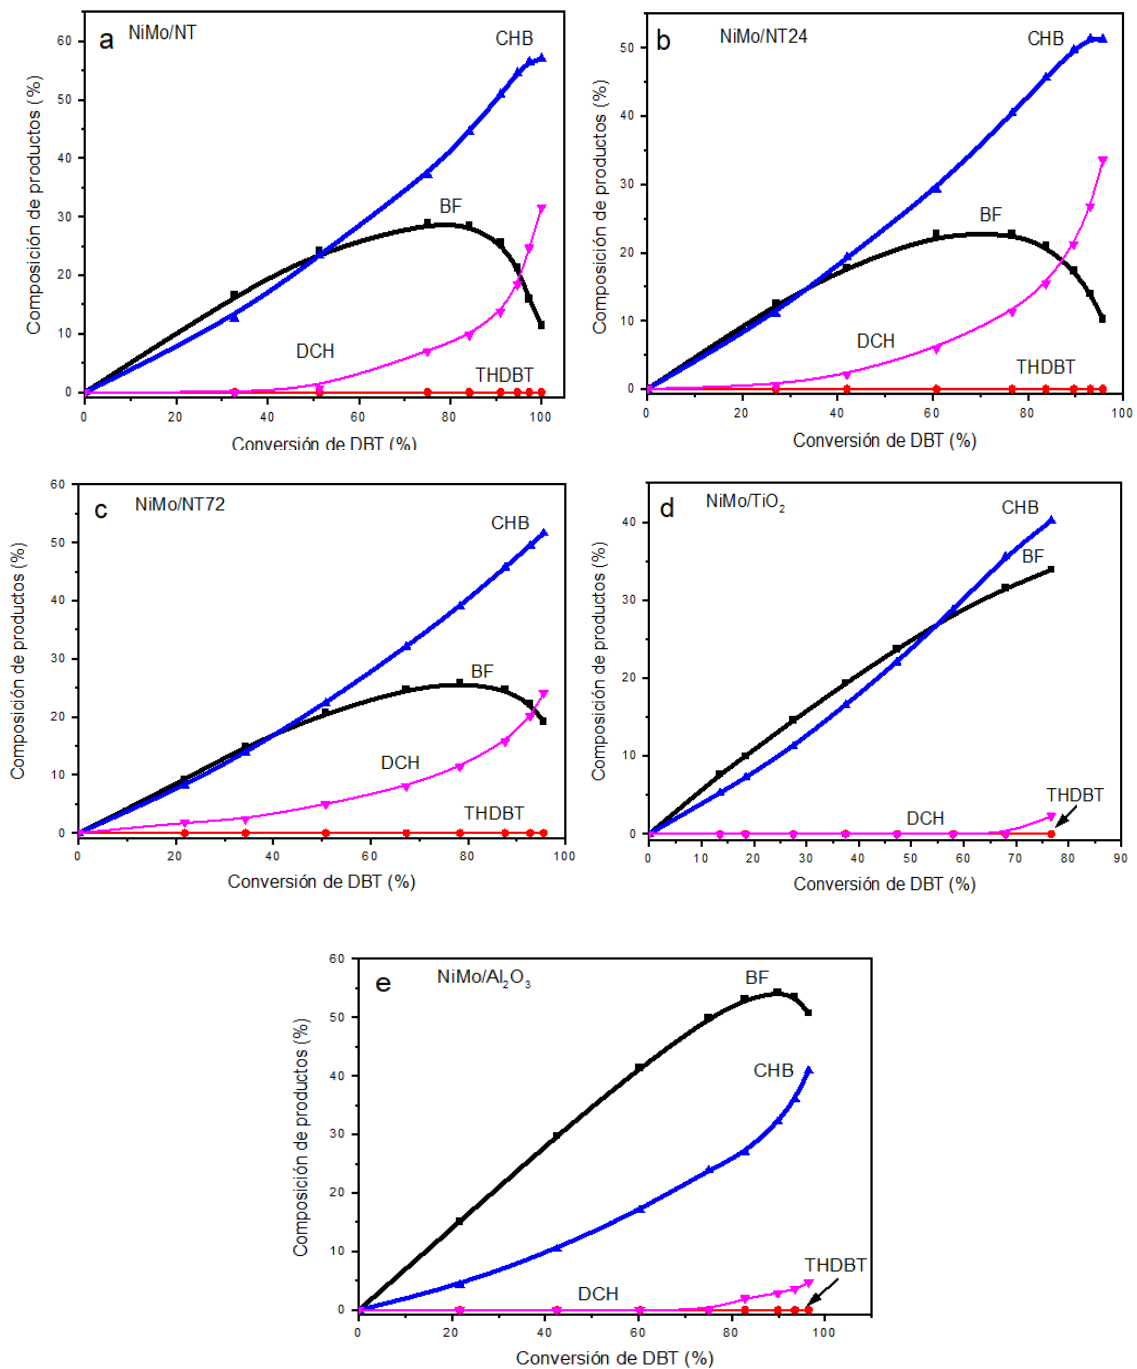 a
NiMo/NT
CHB
BF
DCH
THDBT
Composición de productos (%)
60
50
40
30
20
10
0
0 20 40 60 80 100
Conversión de DBT (%)
b
NiMo/NT24
CHB
BF
DCH
THDBT
Composición de productos (%)
50
40
30
20
10
0
0 20 40 60 80 100
Conversión de DBT (%)
c
NiMo/NT72
CHB
BF
DCH
THDBT
Composición de productos (%)
60
50
40
30
20
10
0
0 20 40 60 80 100
Conversión de DBT (%)
d
NiMo/TiO₂
CHB
BF
THDBT
DCH
Composición de productos (%)
40
30
20
10
0
0 10 20 30 40 50 60 70 80 90
Conversión de DBT (%)
e
NiMo/Al₂O₃
BF
CHB
THDBT
DCH
Composición de productos (%)
60
50
40
30
20
10
0
0 20 40 60 80 100
Conversión de DBT (%)